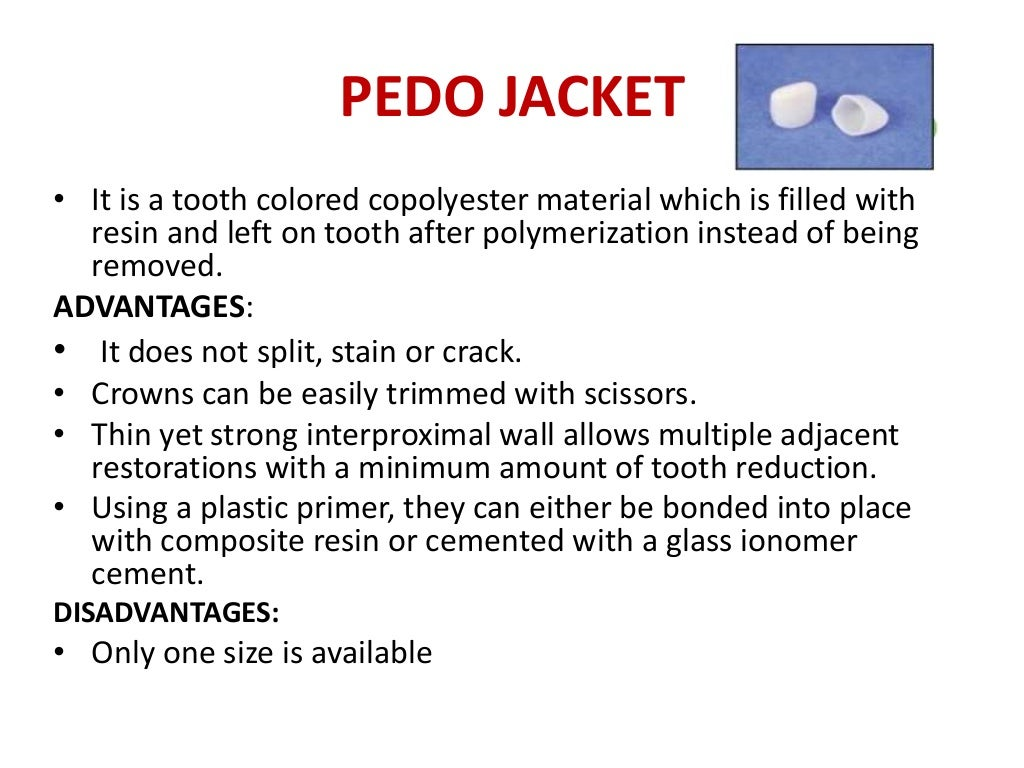 PEDO JACKET
• It is a tooth colored copolyester material which is filled with
resin and left on tooth after polymerization instead of being
removed.
ADVANTAGES:
• It does not split, stain or crack.
• Crowns can be easily trimmed with scissors.
• Thin yet strong interproximal wall allows multiple adjacent
restorations with a minimum amount of tooth reduction.
• Using a plastic primer, they can either be bonded into place
with composite resin or cemented with a glass ionomer
cement.
DISADVANTAGES:
• Only one size is available